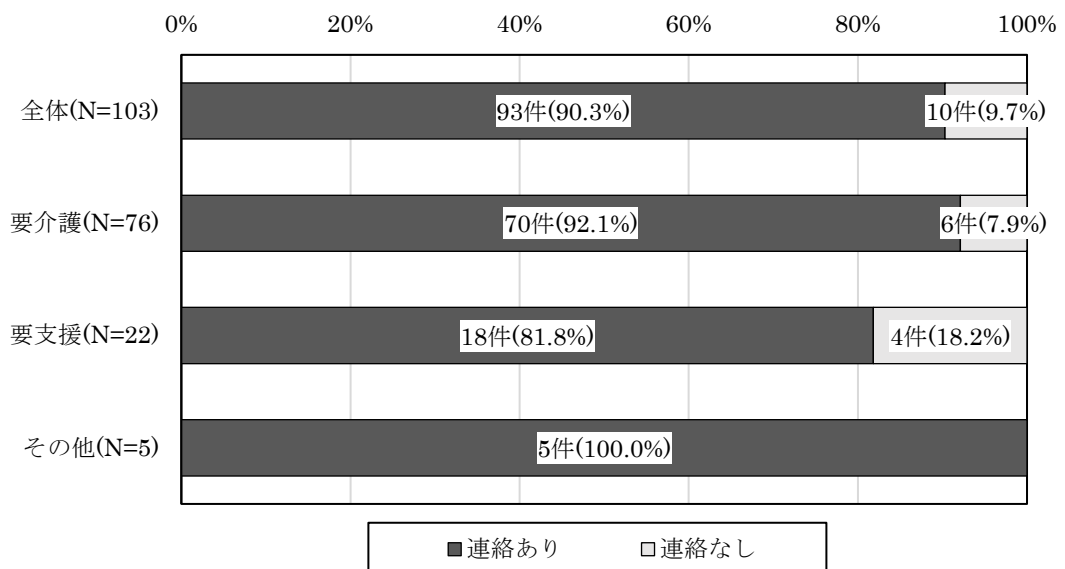 0% 20% 40% 60% 80% 100%
全体(N=103) 93件(90.3%) 10件(9.7%)
要介護(N=76) 70件(92.1%) 6件(7.9%)
要支援(N=22) 18件(81.8%) 4件(18.2%)
その他(N=5) 5件(100.0%)
連絡あり 連絡なし